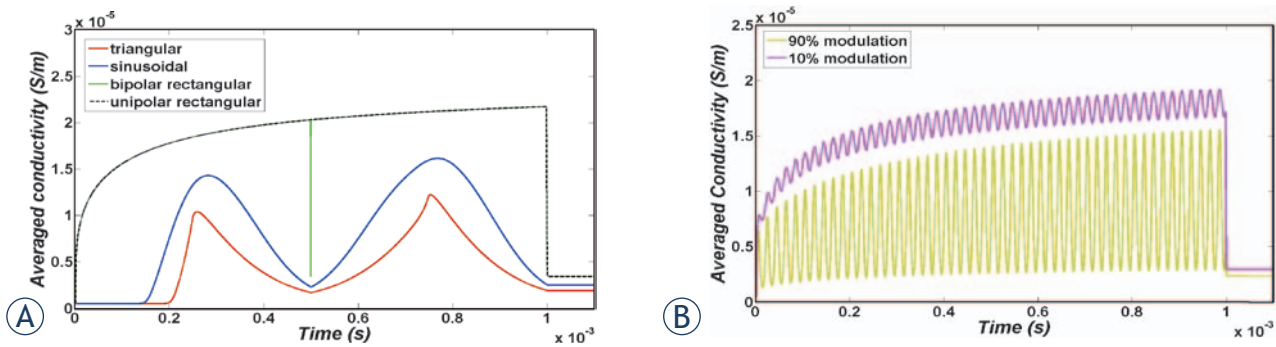 x 10⁻⁵
3
2.5
2
1.5
1
0.5
0
Averaged conductivity (S/m)
triangular
sinusoidal
bipolar rectangular
unipolar rectangular
0
0.2
0.4
0.6
0.8
1
Time (s)
x 10⁻³
A
x 10⁻⁵
2.5
2
1.5
1
0.5
0
Averaged Conductivity (S/m)
90% modulation
10% modulation
0
0.2
0.4
0.6
0.8
1
Time (s)
x 10⁻³
B